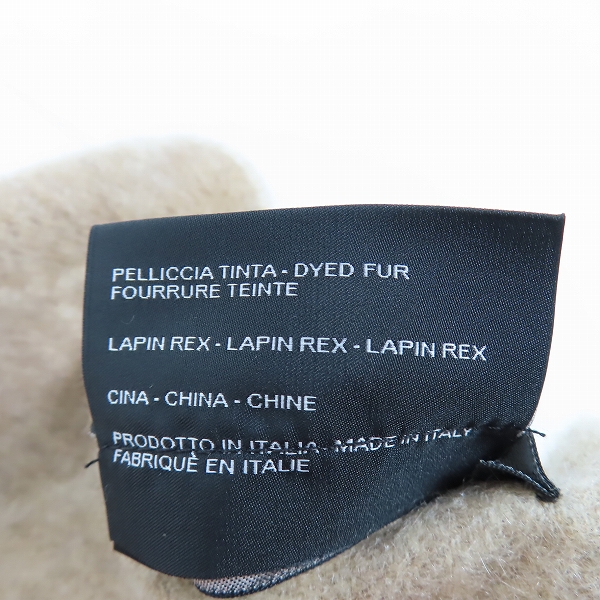 PELLICCIA TINTA - DYED FUR
FOURRURE TEINTE
LAPIN REX - LAPIN REX - LAPIN REX
CINA - CHINA - CHINE
PRODOTTO IN ITALIA - MADE IN ITALY
FABRIQUÈ EN ITALIE